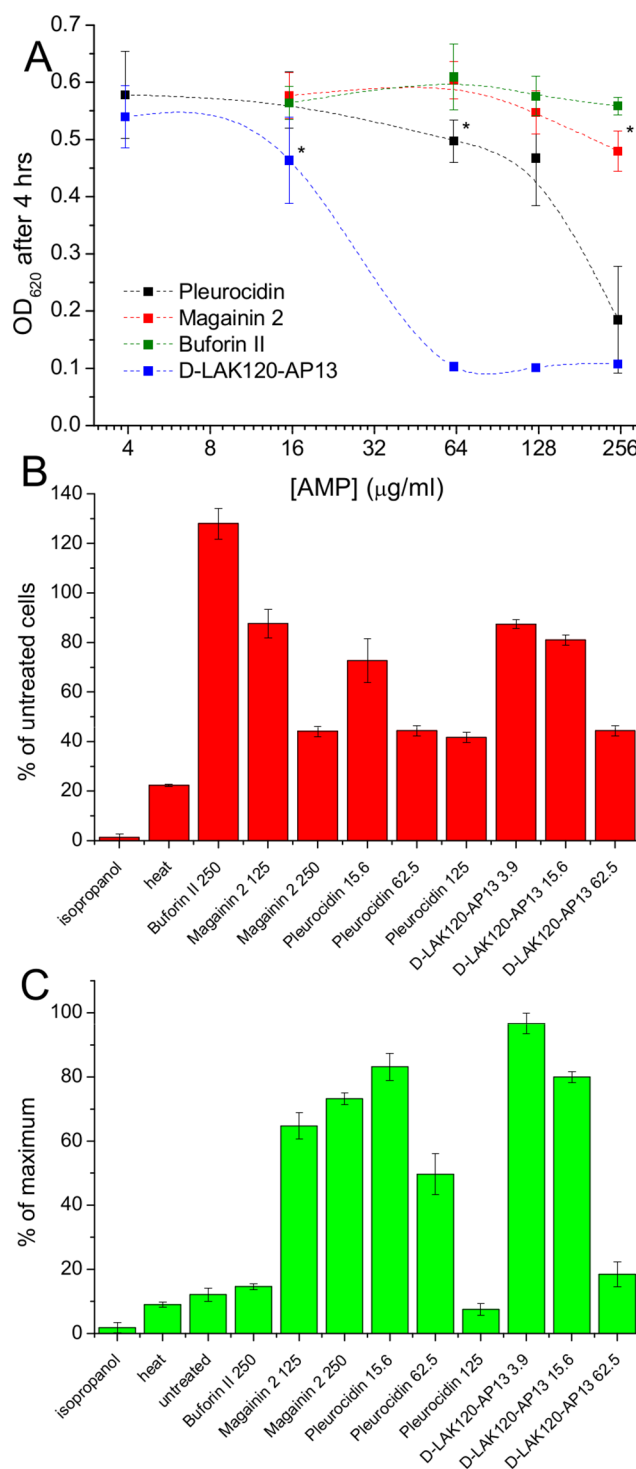 A
0.7
0.6
0.5
0.4
0.3
0.2
0.1
0.0
OD620 after 4 hrs
*
*
*
Pleurocidin
Magainin 2
Buforin II
D-LAK120-AP13
4 8 16 32 64 128 256
[AMP] (μg/ml)
B
140
120
100
80
60
40
20
0
% of untreated cells
isopropanol
heat
Buforin II 250
Magainin 2 125
Magainin 2 250
Pleurocidin 15.6
Pleurocidin 62.5
Pleurocidin 125
D-LAK120-AP13 3.9
D-LAK120-AP13 15.6
D-LAK120-AP13 62.5
C
100
80
60
40
20
0
% of maximum
isopropanol
heat
untreated
Buforin II 250
Magainin 2 125
Magainin 2 250
Pleurocidin 15.6
Pleurocidin 62.5
Pleurocidin 125
D-LAK120-AP13 3.9
D-LAK120-AP13 15.6
D-LAK120-AP13 62.5